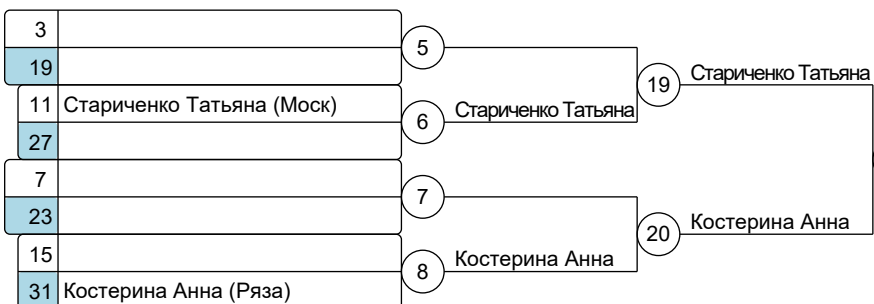 3
5
19
19 Стариченко Татьяна
11 Стариченко Татьяна (Моск)
6 Стариченко Татьяна
27
7
7
23
20 Костерина Анна
15
8 Костерина Анна
31 Костерина Анна (Ряза)